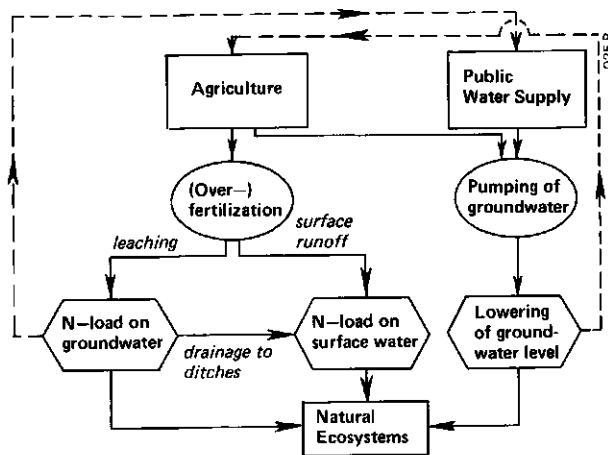 Agriculture
Public
Water Supply
(Over—)
fertilization
Pumping of
groundwater
leaching
surface
runoff
N—load on
groundwater
drainage to
ditches
N—load on
surface water
Lowering
of ground-
water level
Natural
Ecosystems